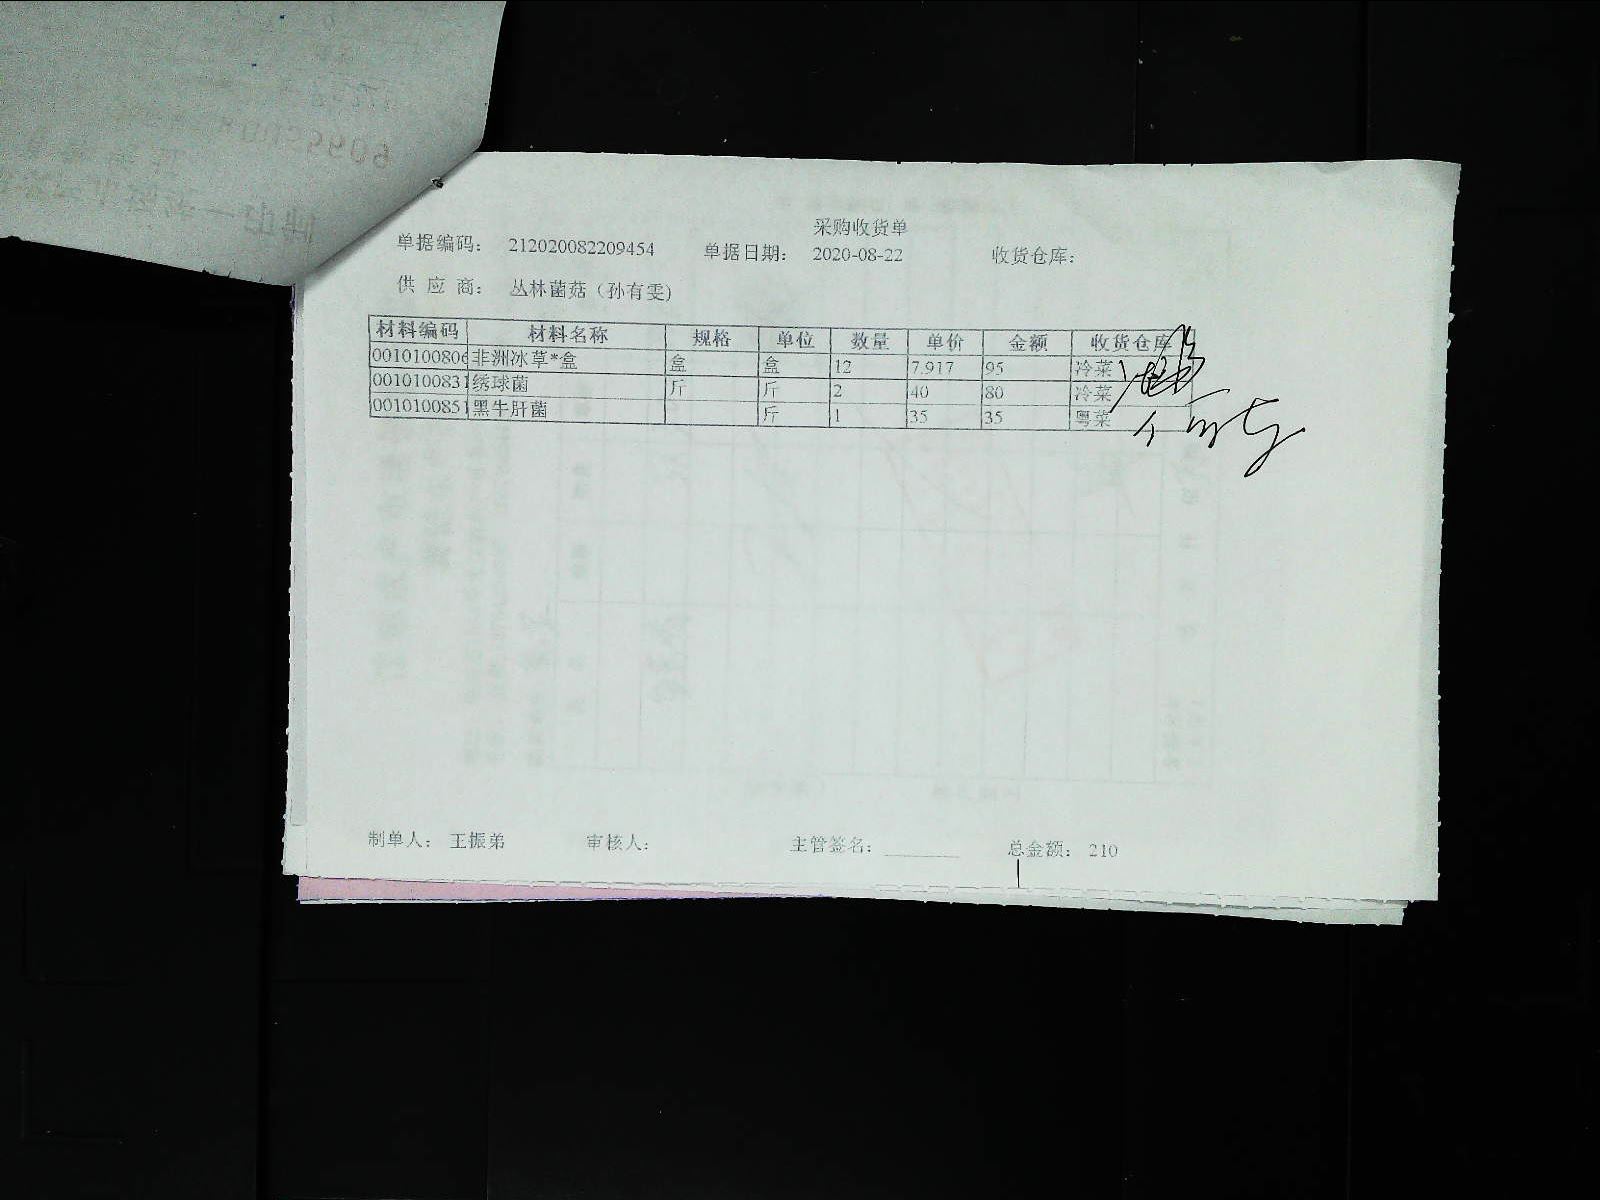 采购收货单
单据编码： 212020082209454 单据日期： 2020-08-22 收货仓库：
供 应 商： 丛林菌菇（孙有雯）
材料编码 材料名称 规格 单位 数量 单价 金额 收货仓库
0010100806 非洲冰草*盒 盒 盒 12 7.917 95 冷菜
0010100831 绣球菌 斤 斤 2 40 80 冷菜
0010100851 黑牛肝菌 斤 1 35 35 粤菜
制单人： 王振弟 审核人： 主管签名： 总金额： 210